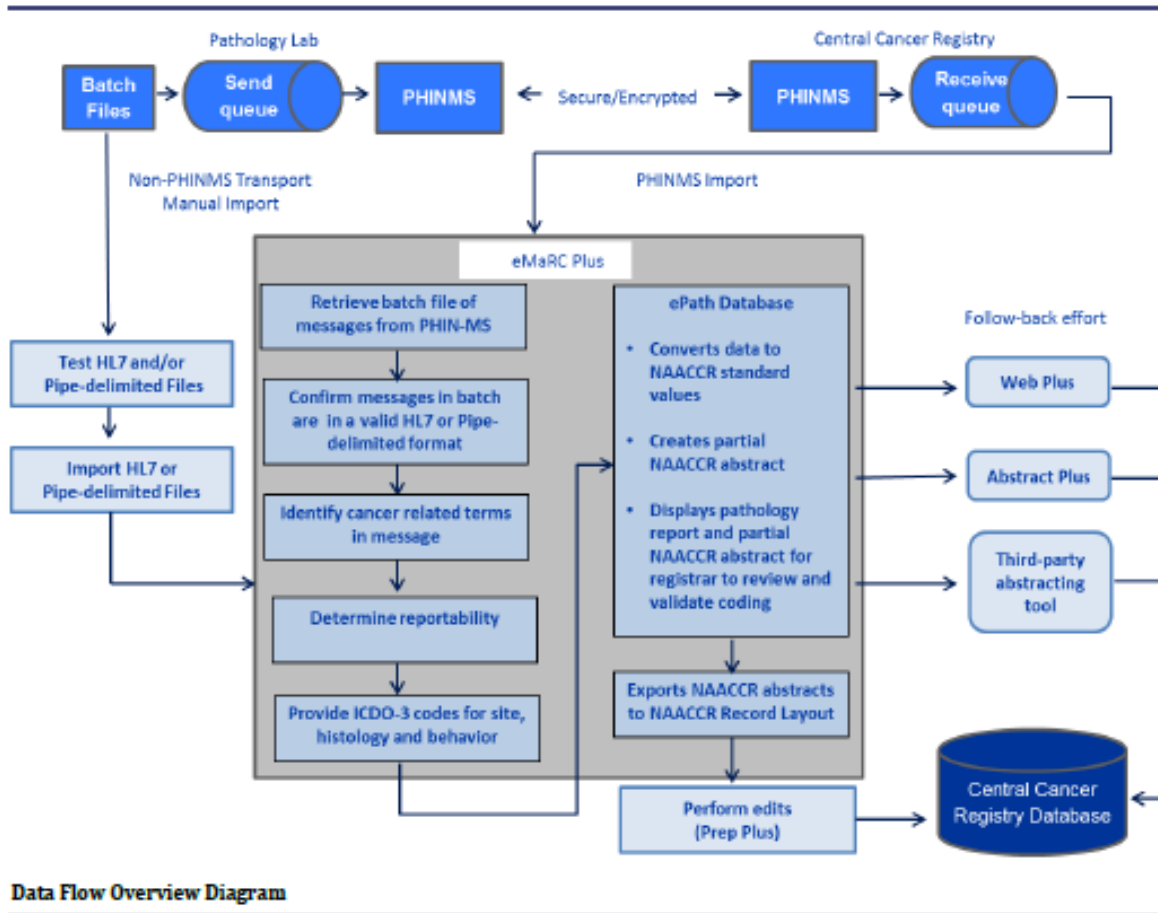 Pathology Lab
Central Cancer Registry
Batch
Files
Send
queue
PHINMS
Secure/Encrypted
PHINMS
Receive
queue
Non-PHINMS Transport
Manual Import
PHINMS Import
eMaRC Plus
Retrieve batch file of
messages from PHIN-MS
Confirm messages in batch
are in a valid HL7 or Pipe-
delimited format
Identify cancer related terms
in message
Determine reportability
Provide ICDO-3 codes for site,
histology and behavior
ePath Database
• Converts data to
NAACCR standard
values
• Creates partial
NAACCR abstract
• Displays pathology
report and partial
NAACCR abstract for
registrar to review and
validate coding
Exports NAACCR abstracts
to NAACCR Record Layout
Perform edits
(Prep Plus)
Test HL7 and/or
Pipe-delimited Files
Import HL7 or
Pipe-delimited Files
Follow-back effort
Web Plus
Abstract Plus
Third-party
abstracting
tool
Central Cancer
Registry Database
Data Flow Overview Diagram